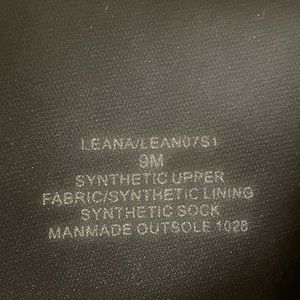 LEANA/LEAN07S1
9M
SYNTHETIC UPPER
FABRIC/SYNTHETIC LINING
SYNTHETIC SOCK
MANMADE OUTSOLE 1028